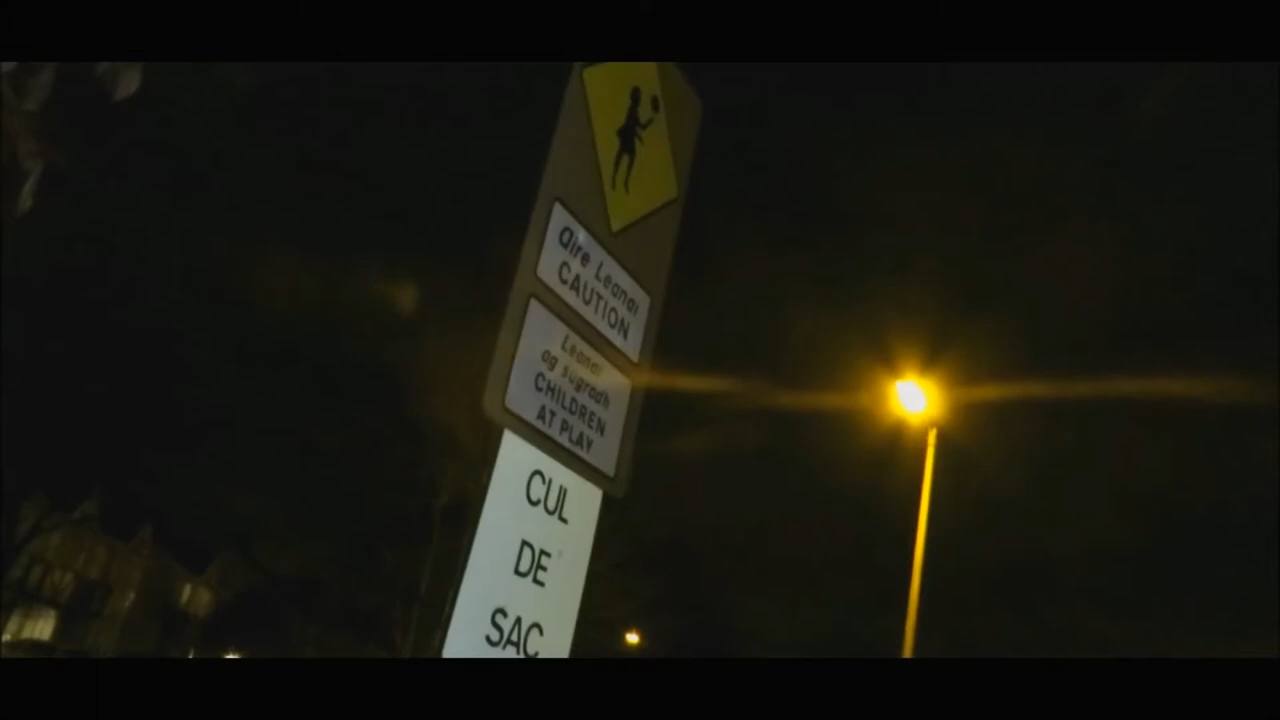 Aire Leanaí
CAUTION
Leanaí
ag súgradh
CHILDREN
AT PLAY
CUL
DE
SAC